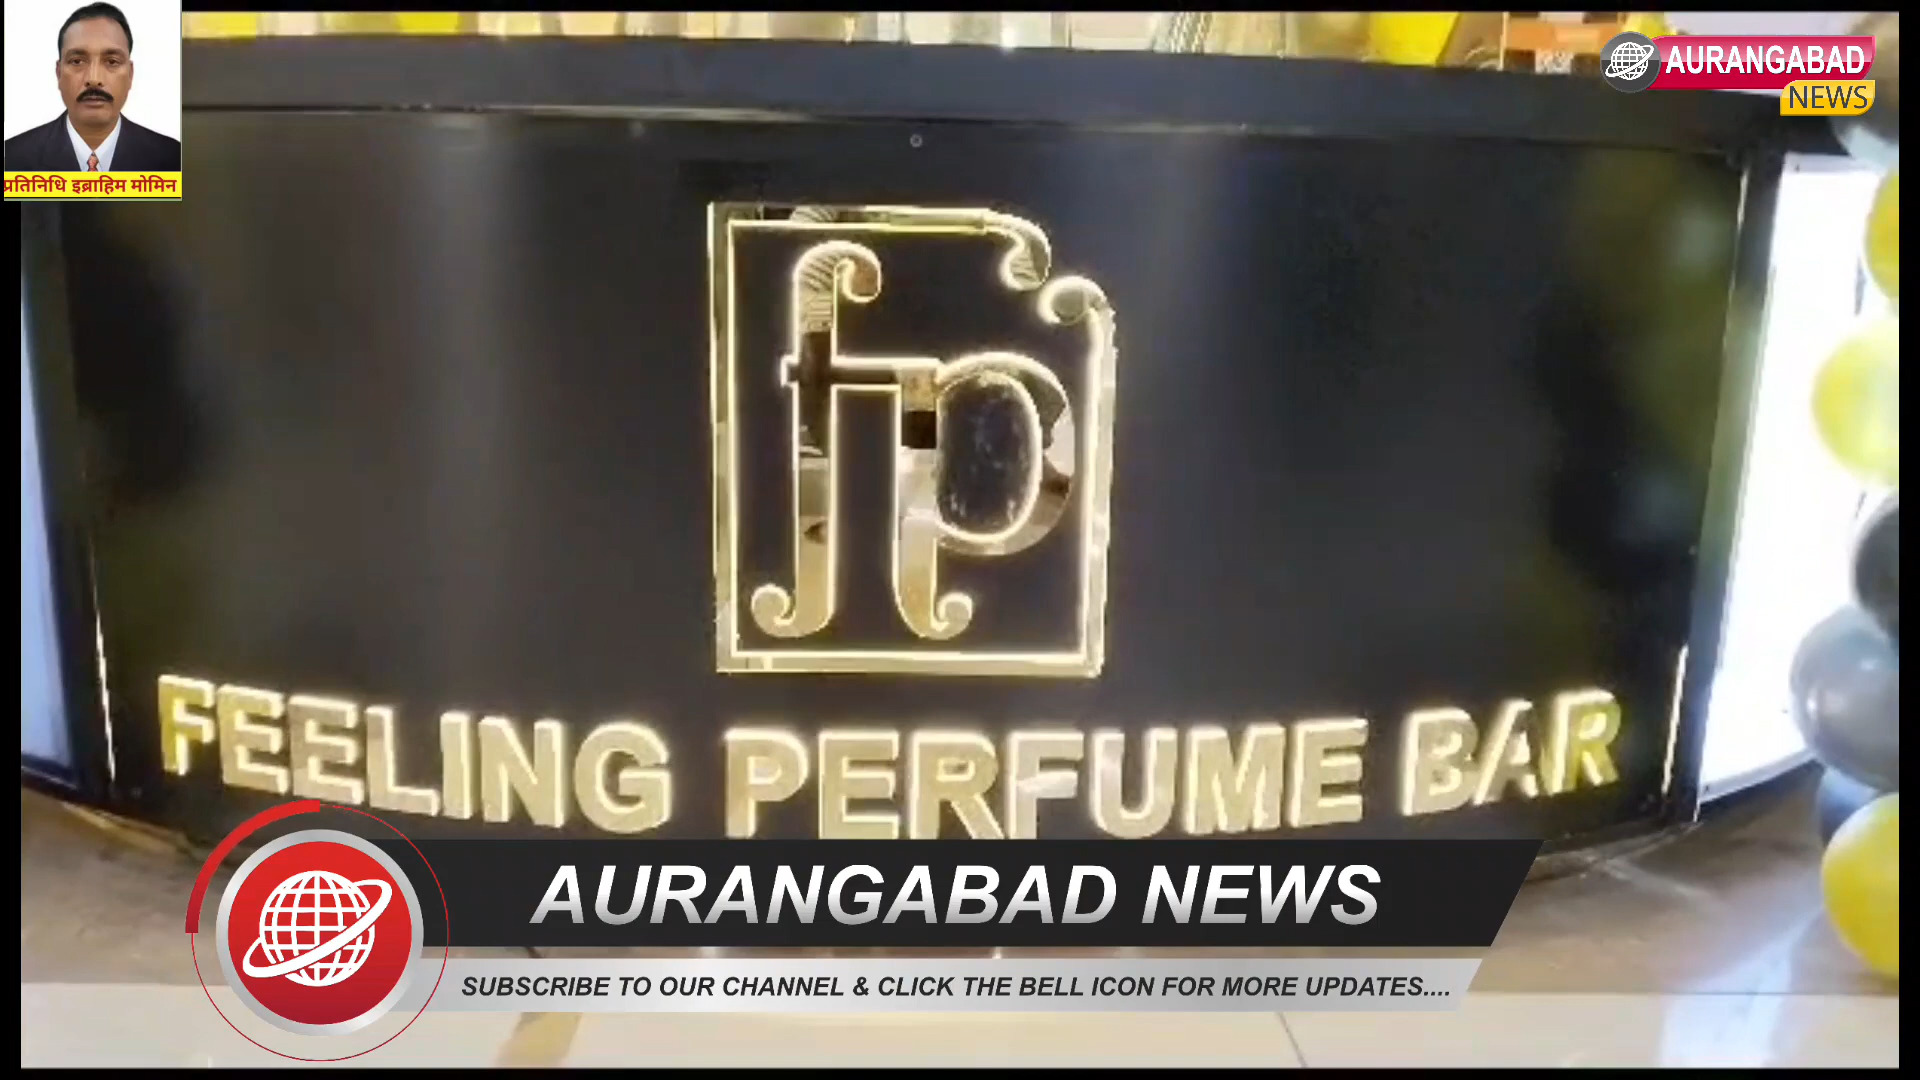 प्रतिनिधि इब्राहिम मोमिन
AURANGABAD
NEWS
fp
FEELING PERFUME BAR
AURANGABAD NEWS
SUBSCRIBE TO OUR CHANNEL & CLICK THE BELL ICON FOR MORE UPDATES....